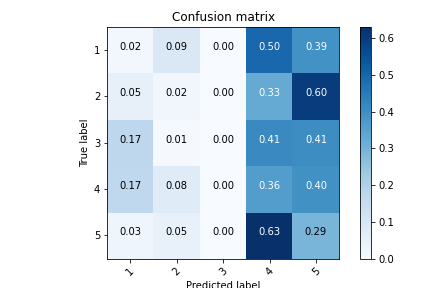 Confusion matrix
True label
1 0.02 0.09 0.00 0.50 0.39
2 0.05 0.02 0.00 0.33 0.60
3 0.17 0.01 0.00 0.41 0.41
4 0.17 0.08 0.00 0.36 0.40
5 0.03 0.05 0.00 0.63 0.29
1 2 3 4 5
Predicted label
0.6
0.5
0.4
0.3
0.2
0.1
0.0